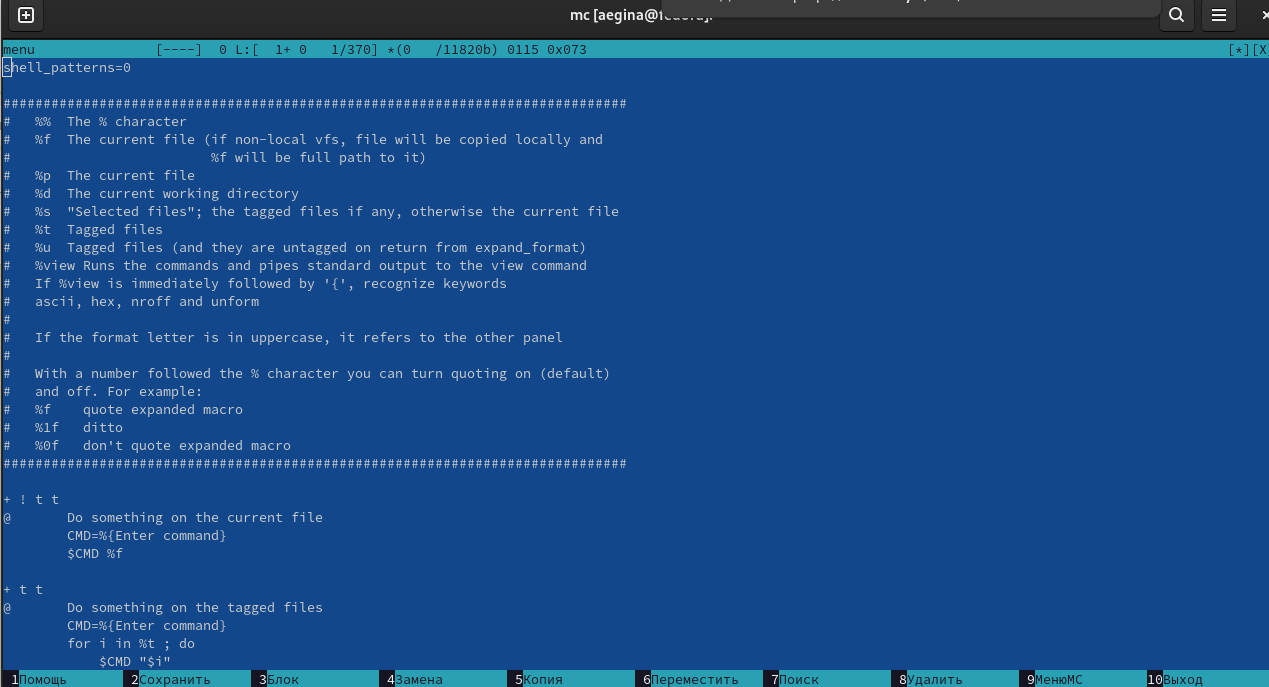 mc [aegina@fedora]:
menu [----] 0 L:[ 1+ 0 1/370] *(0 /11820b) 0115 0x073 [*][X]
shell_patterns=0
##############################################################################
# %% The % character
# %f The current file (if non-local vfs, file will be copied locally and
# %f will be full path to it)
# %p The current file
# %d The current working directory
# %s "Selected files"; the tagged files if any, otherwise the current file
# %t Tagged files
# %u Tagged files (and they are untagged on return from expand_format)
# %view Runs the commands and pipes standard output to the view command
# If %view is immediately followed by '{', recognize keywords
# ascii, hex, nroff and unform
#
# If the format letter is in uppercase, it refers to the other panel
#
# With a number followed the % character you can turn quoting on (default)
# and off. For example:
# %f quote expanded macro
# %1f ditto
# %0f don't quote expanded macro
##############################################################################
+ ! t t
@ Do something on the current file
CMD=%{Enter command}
$CMD %f
+ t t
@ Do something on the tagged files
CMD=%{Enter command}
for i in %t ; do
$CMD "$i"
1Помощь 2Сохранить 3Блок 4Замена 5Копия 6Переместить 7Поиск 8Удалить 9МенюMC 10Выход